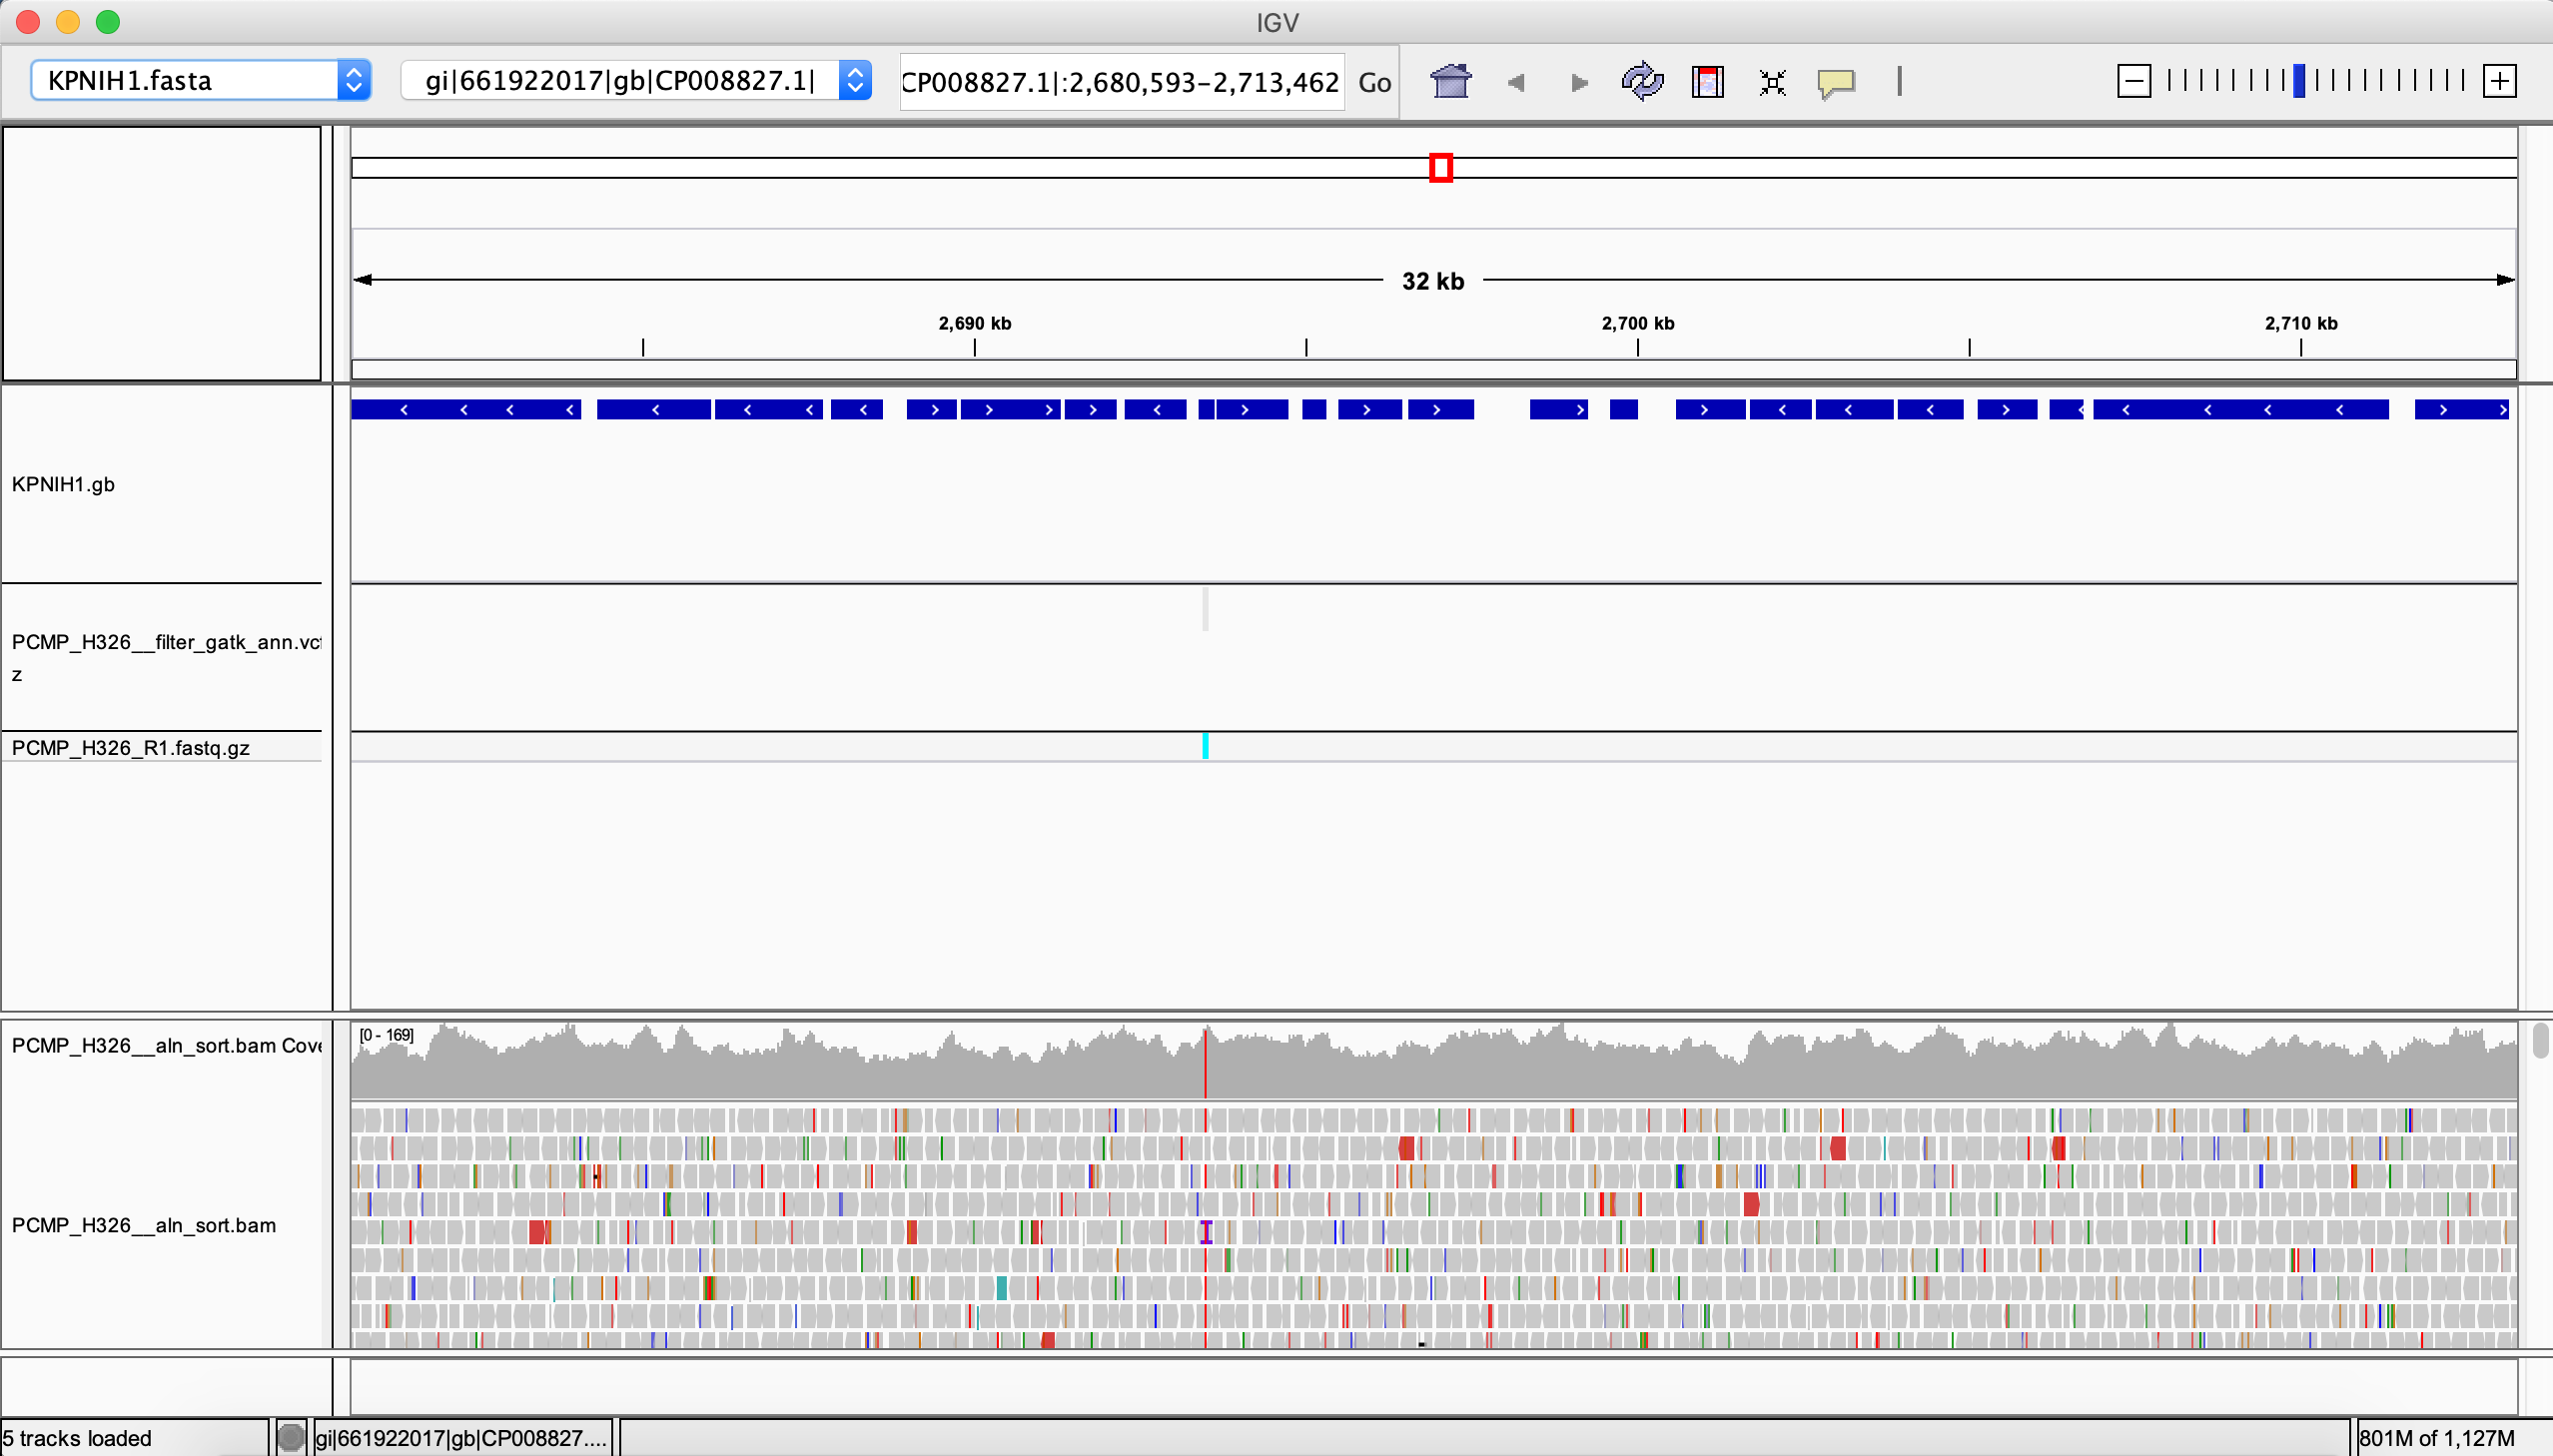 IGV
KPNIH1.fasta
gi|661922017|gb|CP008827.1|
CP008827.1|:2,680,593-2,713,462
Go
32 kb
2,690 kb
2,700 kb
2,710 kb
KPNIH1.gb
PCMP_H326__filter_gatk_ann.vc
z
PCMP_H326_R1.fastq.gz
PCMP_H326__aln_sort.bam Cove
[0 - 169]
PCMP_H326__aln_sort.bam
5 tracks loaded
gi|661922017|gb|CP008827....
801M of 1,127M